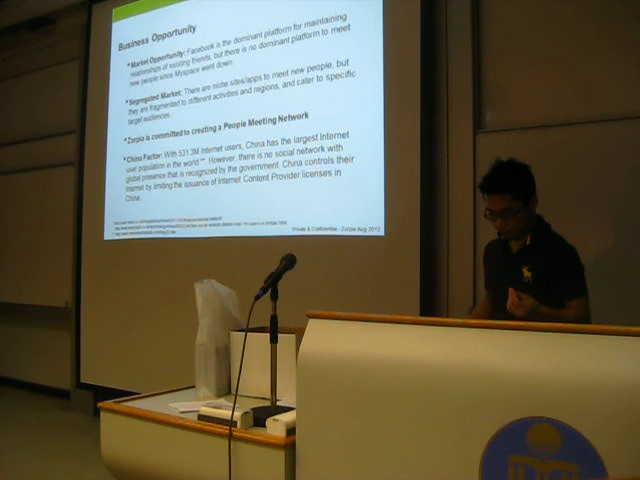 Business Opportunity
*Market Opportunity: Facebook is the dominant platform for maintaining
relationships of existing friends, but there is no dominant platform to meet
new people since Myspace went down.
*Segregated Market: There are niche sites/apps to meet new people, but
they are fragmented to different activities and regions, and cater to specific
target audiences.
*Zorpia is committed to creating a People Meeting Network
*China Factor: With 531.3M Internet users, China has the largest Internet
user population in the world **. However, there is no social network with
global presence that is recognized by the government. China controls their
Internet by limiting the issuance of Internet Content Provider licenses in
China.
Private & Confidential - Zorpia Aug 2012